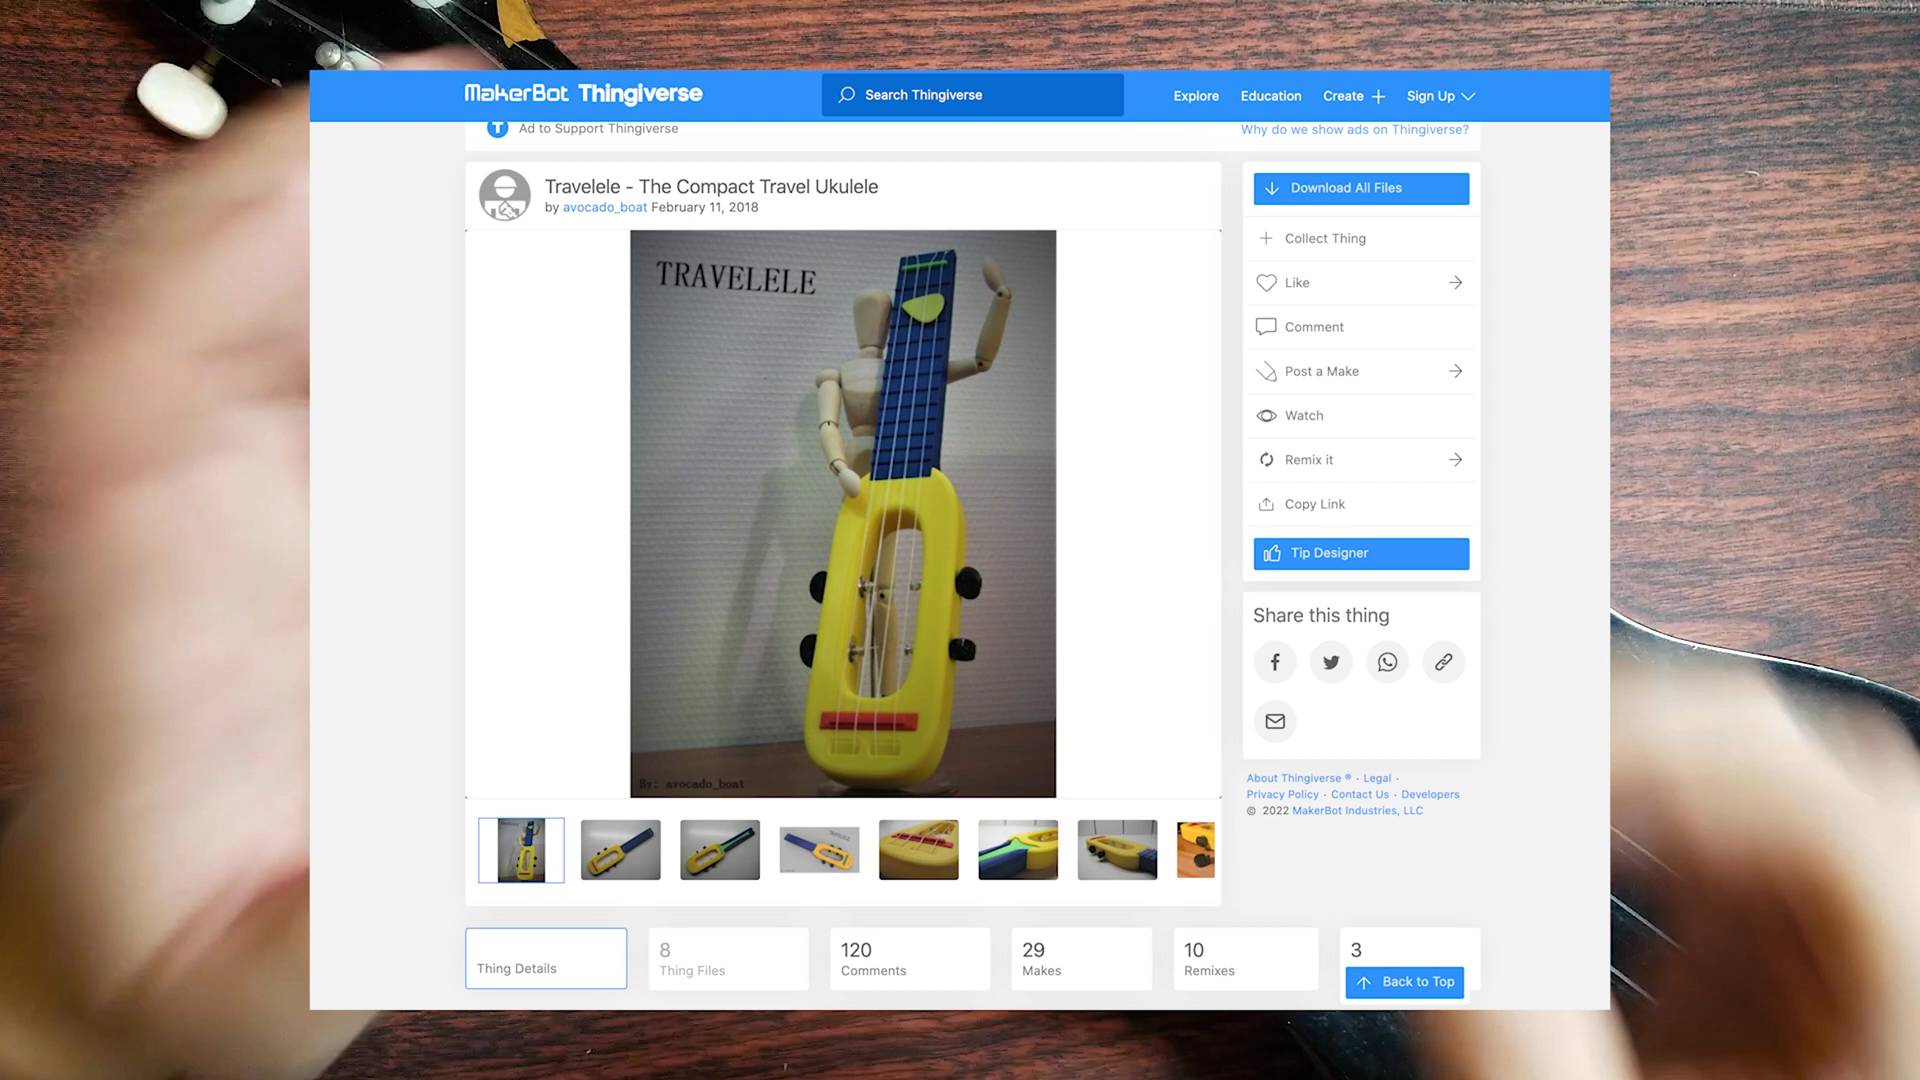 MakerBot Thingiverse
Search Thingiverse
Explore
Education
Create
Sign Up
Ad to Support Thingiverse
Why do we show ads on Thingiverse?
Travelele - The Compact Travel Ukulele
by avocado_boat February 11, 2018
TRAVELELE
By: avocado_boat
Download All Files
Collect Thing
Like
Comment
Post a Make
Watch
Remix it
Copy Link
Tip Designer
Share this thing
About Thingiverse ® · Legal ·
Privacy Policy · Contact Us · Developers
© 2022 MakerBot Industries, LLC
Thing Details
8
Thing Files
120
Comments
29
Makes
10
Remixes
3
Back to Top